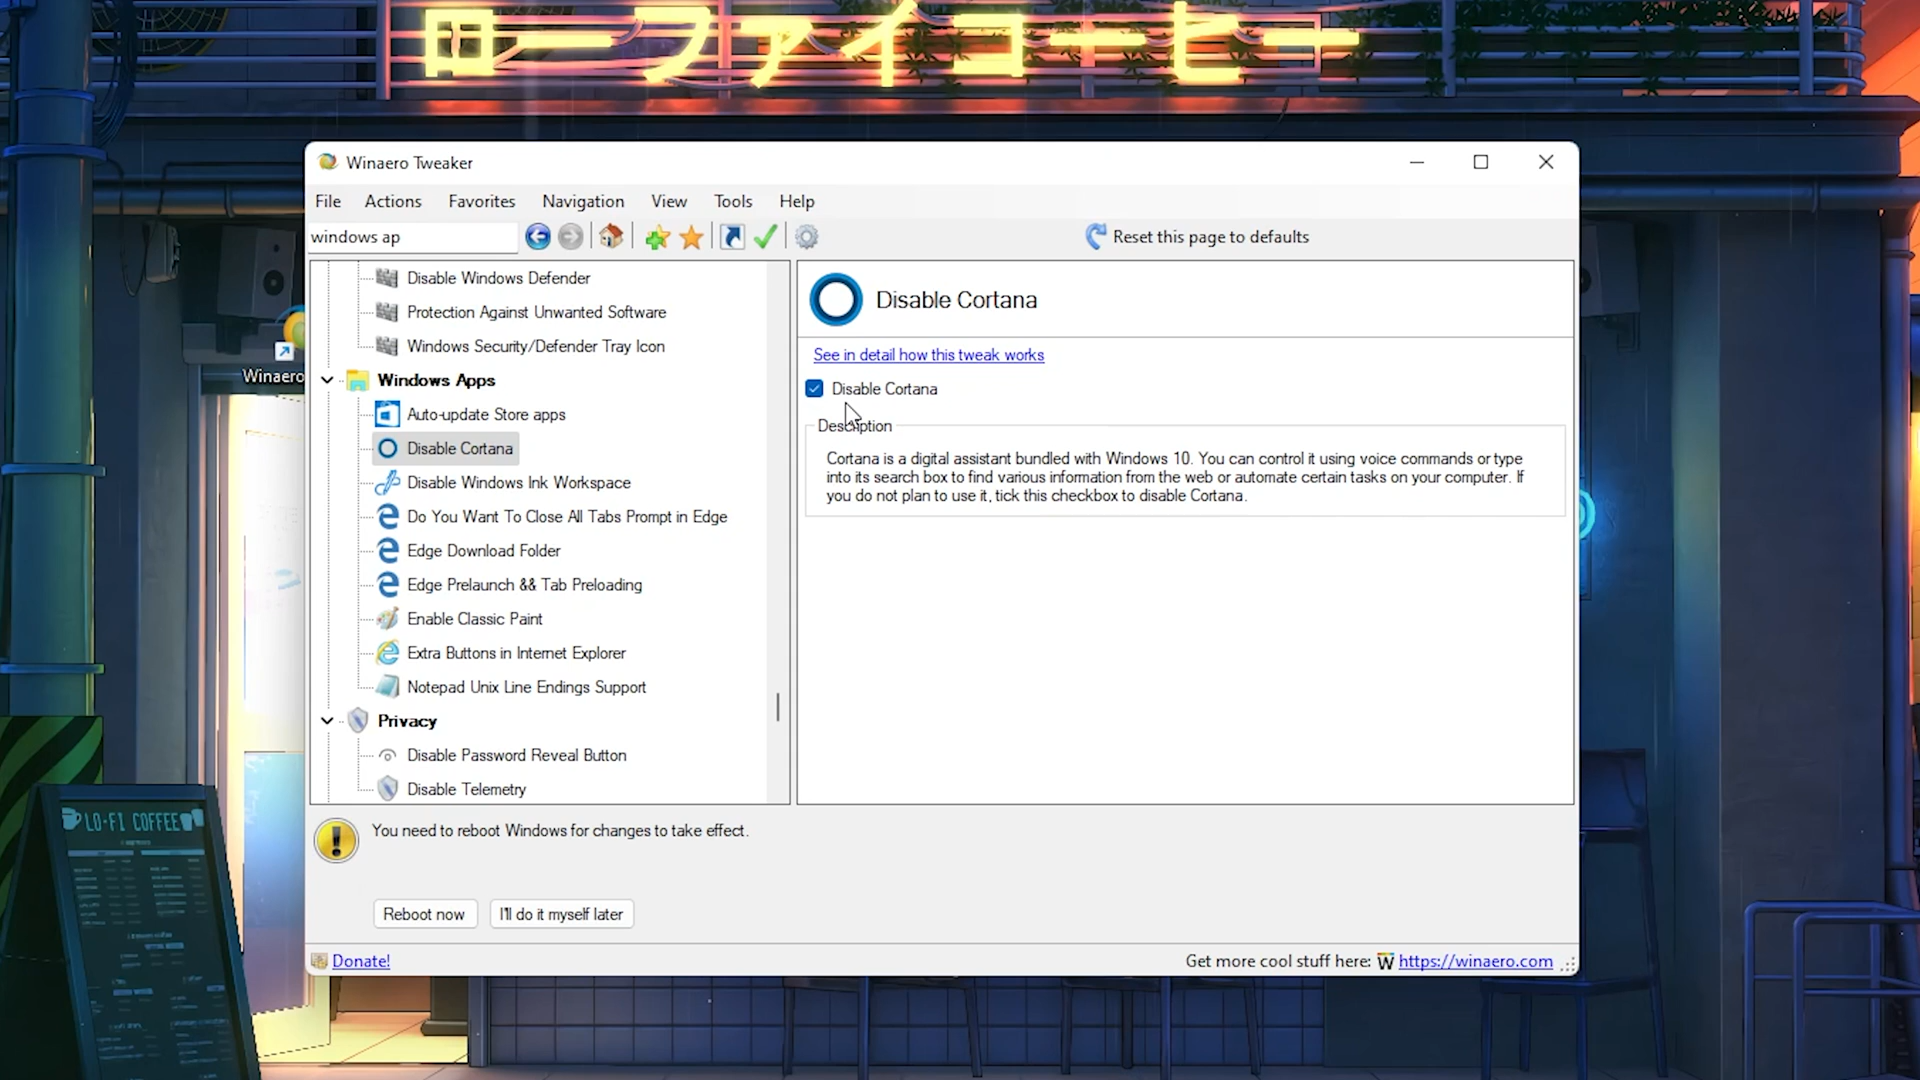 ローファイコーヒー
Winaero Tweaker
File Actions Favorites Navigation View Tools Help
windows ap
Reset this page to defaults
Winaero
Disable Windows Defender
Protection Against Unwanted Software
Windows Security/Defender Tray Icon
Windows Apps
Auto-update Store apps
Disable Cortana
Disable Windows Ink Workspace
Do You Want To Close All Tabs Prompt in Edge
Edge Download Folder
Edge Prelaunch && Tab Preloading
Enable Classic Paint
Extra Buttons in Internet Explorer
Notepad Unix Line Endings Support
Privacy
Disable Password Reveal Button
Disable Telemetry
Disable Cortana
See in detail how this tweak works
Disable Cortana
Description
Cortana is a digital assistant bundled with Windows 10. You can control it using voice commands or type
into its search box to find various information from the web or automate certain tasks on your computer. If
you do not plan to use it, tick this checkbox to disable Cortana.
LO-FI COFFEE
You need to reboot Windows for changes to take effect.
Reboot now
I'll do it myself later
Donate!
Get more cool stuff here: W https://winaero.com